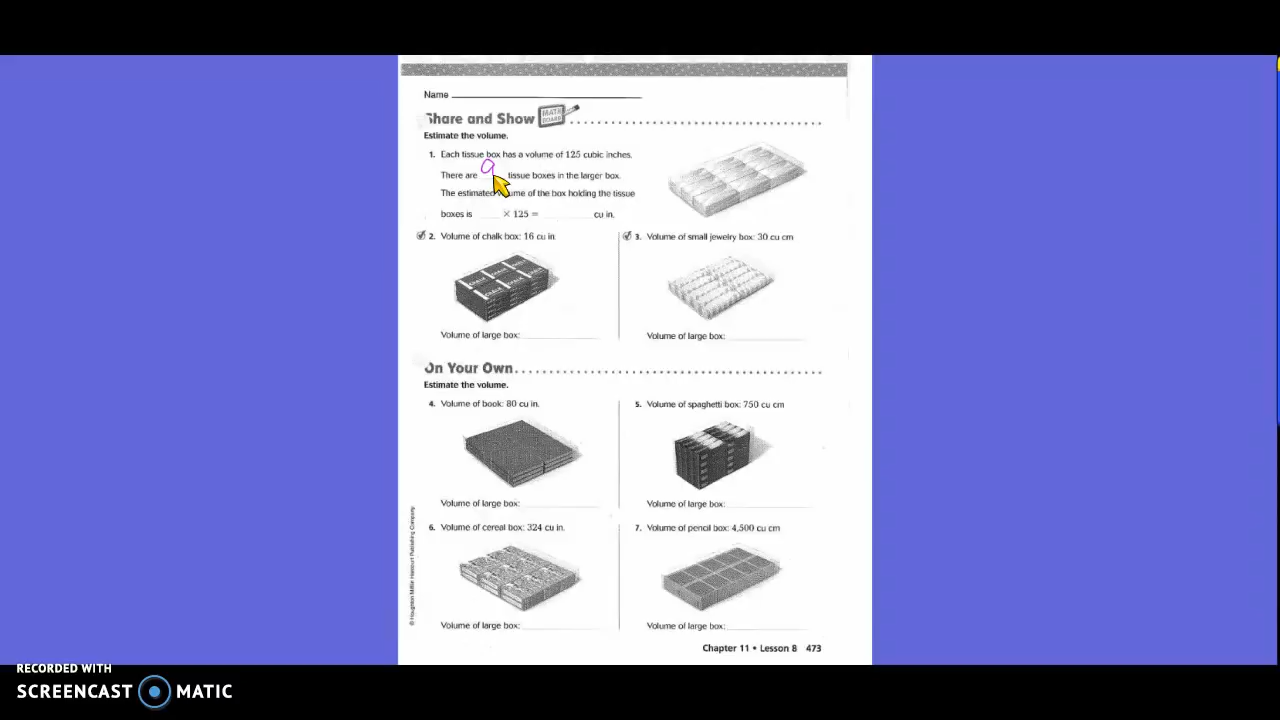 Name
Share and Show MATH BOARD
Estimate the volume.
1. Each tissue box has a volume of 125 cubic inches.
There are 9 tissue boxes in the larger box.
The estimated volume of the box holding the tissue
boxes is × 125 = cu in.
2. Volume of chalk box: 16 cu in.
CHALK CHALK CHALK
CHALK CHALK CHALK
Volume of large box:
3. Volume of small jewelry box: 30 cu cm
Volume of large box:
On Your Own
Estimate the volume.
4. Volume of book: 80 cu in.
Volume of large box:
5. Volume of spaghetti box: 750 cu cm
Volume of large box:
6. Volume of cereal box: 324 cu in.
Volume of large box:
7. Volume of pencil box: 4,500 cu cm
Volume of large box:
© Houghton Mifflin Harcourt Publishing Company
Chapter 11 • Lesson 8 473
RECORDED WITH
SCREENCAST MATIC